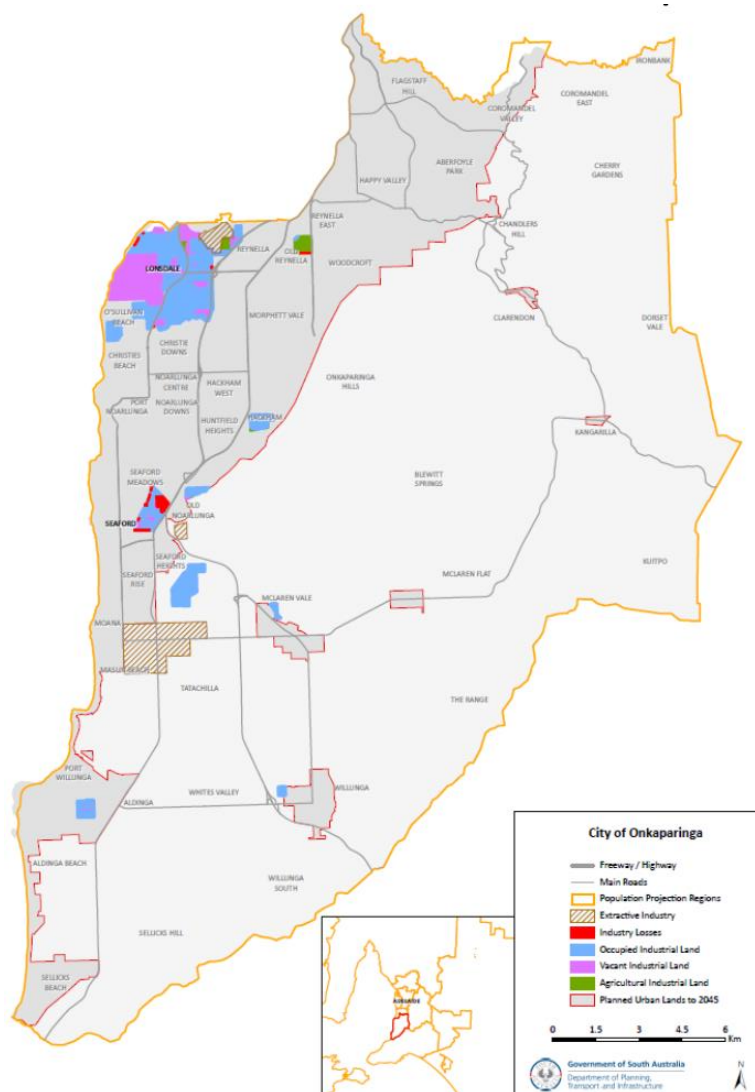 IRONBANK
FLAGSTAFF
HILL
COROMANDEL
EAST
COROMANDEL
VALLEY
ABERFOYLE
PARK
CHERRY
GARDENS
HAPPY VALLEY
REYNELLA
EAST
CHANDLERS
HILL
REYNELLA
OLD
REYNELLA
WOODCROFT
LONSDALE
O'SULLIVAN
BEACH
MORPHETT VALE
CLARENDON
DORSET
VALE
CHRISTIE
DOWNS
CHRISTIES
BEACH
NOARLUNGA
CENTRE
HACKHAM
WEST
ONKAPARINGA
HILLS
PORT
NOARLUNGA
NOARLUNGA
DOWNS
HUNTFIELD
HEIGHTS
HACKHAM
KANGARILLA
SEAFORD
MEADOWS
BLEWITT
SPRINGS
OLD
NOARLUNGA
SEAFORD
SEAFORD
HEIGHTS
SEAFORD
RISE
MCLAREN FLAT
KUITPO
MCLAREN VALE
MOANA
MASLIN BEACH
TATACHILLA
THE RANGE
PORT
WILLUNGA
ALDINGA
WHITES VALLEY
WILLUNGA
ALDINGA BEACH
WILLUNGA
SOUTH
SELLICKS HILL
SELLICKS
BEACH
ADELAIDE
City of Onkaparinga
Freeway / Highway
Main Roads
Population Projection Regions
Extractive Industry
Industry Losses
Occupied Industrial Land
Vacant Industrial Land
Agricultural Industrial Land
Planned Urban Lands to 2045
0 1.5 3 4.5 6
Km
Government of South Australia
Department of Planning,
Transport and Infrastructure
N